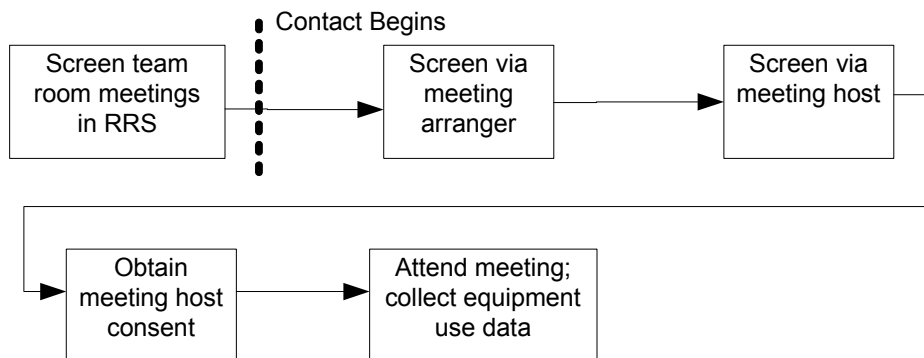 Contact Begins
Screen team
room meetings
in RRS
Screen via
meeting
arranger
Screen via
meeting host
Obtain
meeting host
consent
Attend meeting;
collect equipment
use data